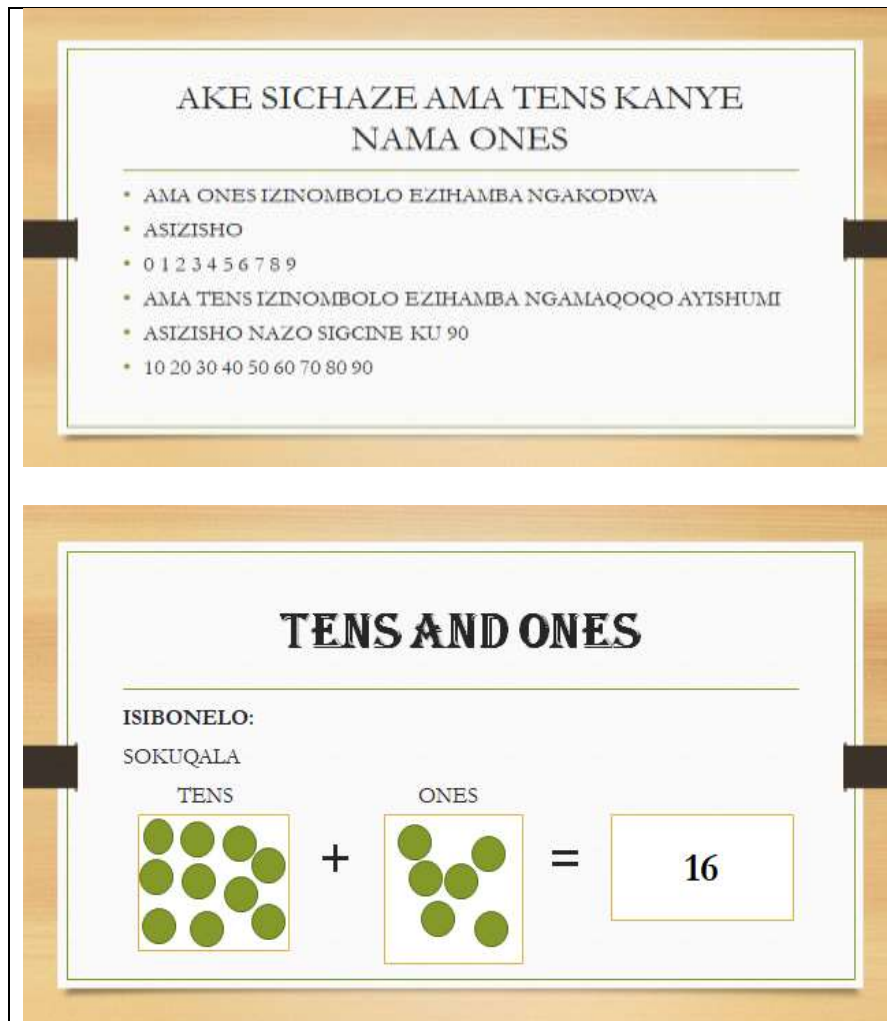 AKE SICHAZE AMA TENS KANYE
NAMA ONES
• AMA ONES IZINOMBOLO EZIHAMBA NGAKODWA
• ASIZISHO
• 0 1 2 3 4 5 6 7 8 9
• AMA TENS IZINOMBOLO EZIHAMBA NGAMAQOQO AYISHUMI
• ASIZISHO NAZO SIGCINE KU 90
• 10 20 30 40 50 60 70 80 90
TENS AND ONES
ISIBONELO:
SOKUQALA
TENS ONES
+ = 16